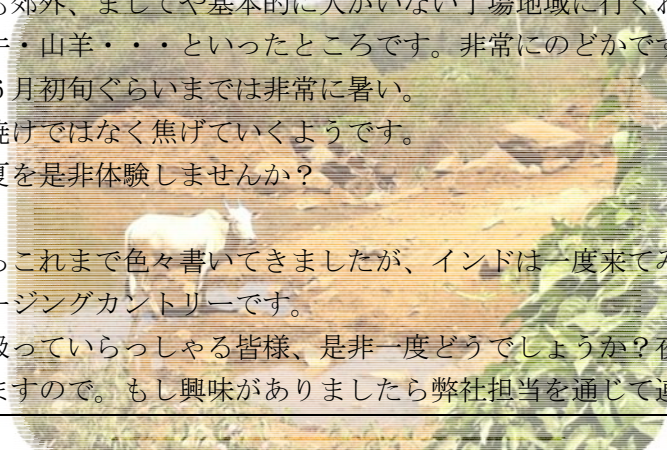 郊外、ましてや基本的に人がいない丁場地域に行くわ
・山羊・・・といったところです。非常にのどかです
月初旬ぐらいまでは非常に暑い。
焼けではなく焦げていくようです。
夏を是非体験しませんか？
これまで色々書いてきましたが、インドは一度来てみ
ージングカントリーです。
扱っていらっしゃる皆様、是非一度どうでしょうか？
ますので。もし興味がありましたら弊社担当を通じて連